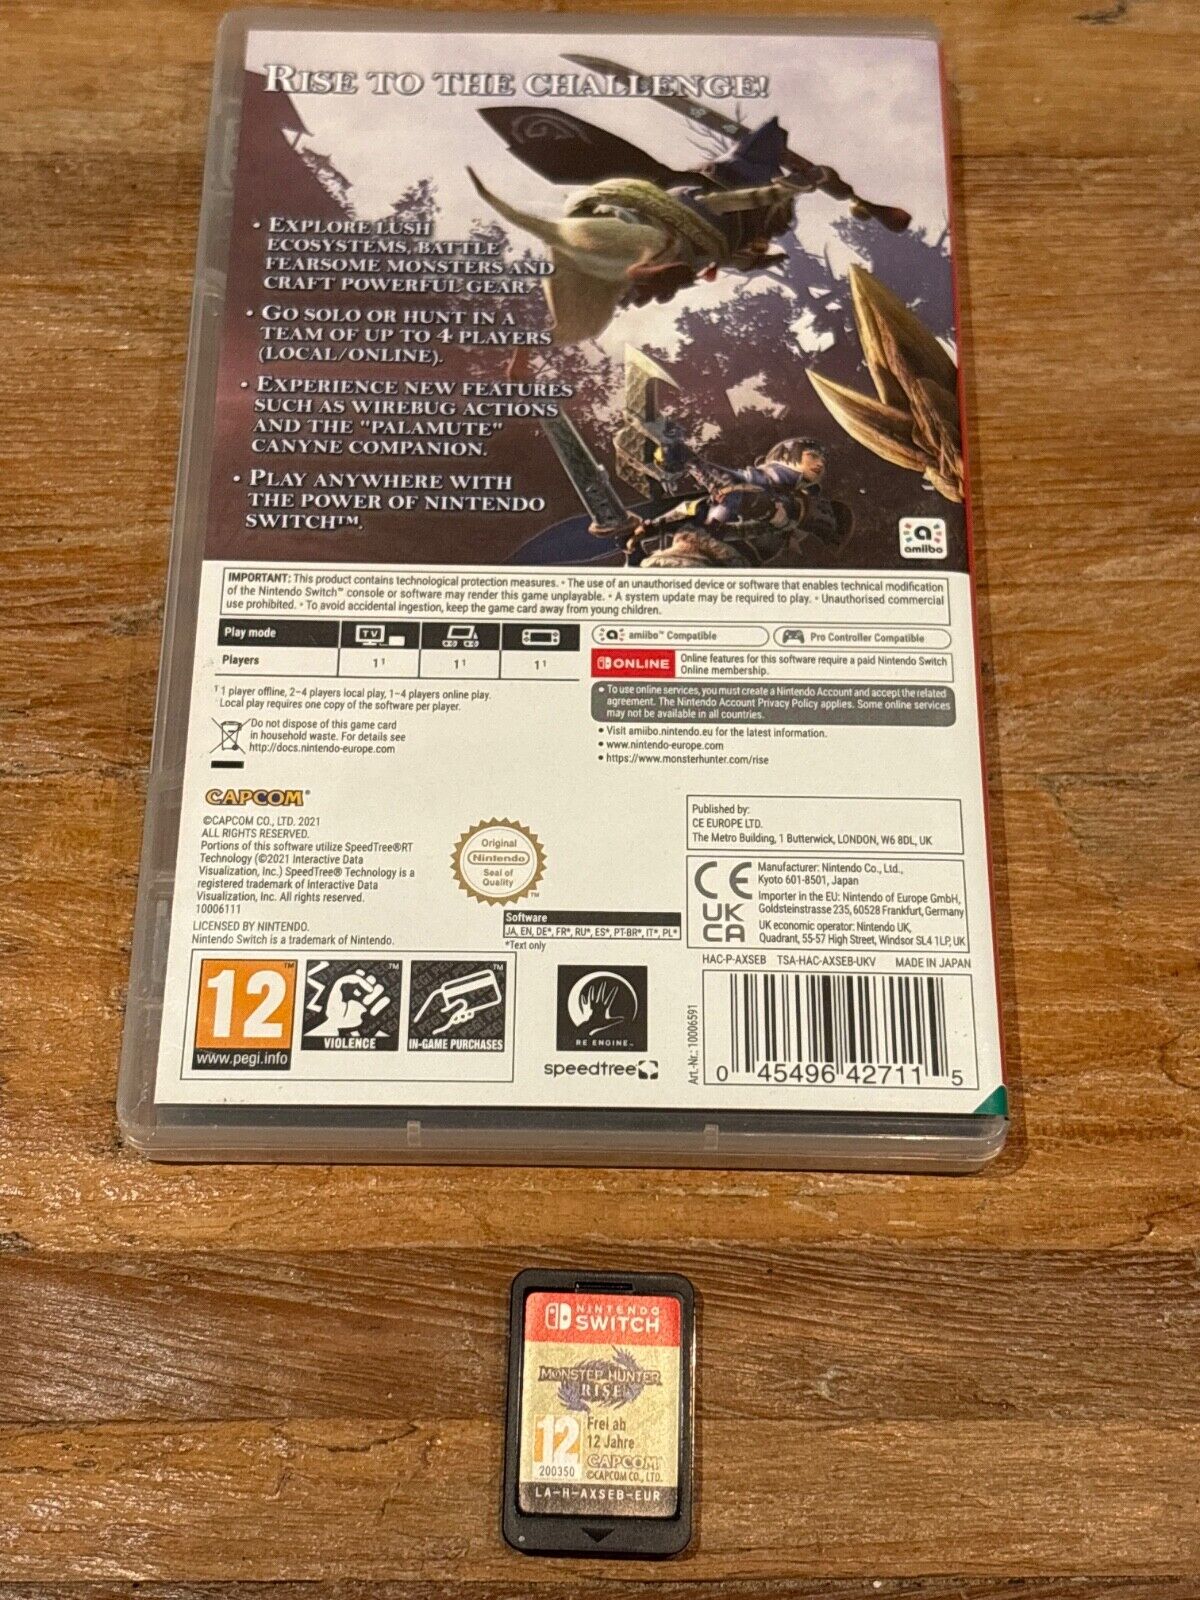 RISE TO THE CHALLENGE!
• EXPLORE LUSH
ECOSYSTEMS, BATTLE
FEARSOME MONSTERS AND
CRAFT POWERFUL GEAR.
• GO SOLO OR HUNT IN A
TEAM OF UP TO 4 PLAYERS
(LOCAL/ONLINE).
• EXPERIENCE NEW FEATURES
SUCH AS WIREBUG ACTIONS
AND THE "PALAMUTE"
CANYNE COMPANION.
• PLAY ANYWHERE WITH
THE POWER OF NINTENDO
SWITCH™.
amiibo
IMPORTANT: This product contains technological protection measures. • The use of an unauthorised device or software that enables technical modification
of the Nintendo Switch™ console or software may render this game unplayable. • A system update may be required to play. • Unauthorised commercial
use prohibited. • To avoid accidental ingestion, keep the game card away from young children.
Play mode
TV
Players
1¹
1¹
1¹
¹ 1 player offline, 2–4 players local play, 1–4 players online play.
Local play requires one copy of the software per player.
Do not dispose of this game card
in household waste. For details see
http://docs.nintendo-europe.com
amiibo™ Compatible
Pro Controller Compatible
ONLINE
Online features for this software require a paid Nintendo Switch
Online membership.
• To use online services, you must create a Nintendo Account and accept the related
agreement. The Nintendo Account Privacy Policy applies. Some online services
may not be available in all countries.
• Visit amiibo.nintendo.eu for the latest information.
• www.nintendo-europe.com
• https://www.monsterhunter.com/rise
CAPCOM®
©CAPCOM CO., LTD. 2021
ALL RIGHTS RESERVED.
Portions of this software utilize SpeedTree®RT
Technology (©2021 Interactive Data
Visualization, Inc.) SpeedTree® Technology is a
registered trademark of Interactive Data
Visualization, Inc. All rights reserved.
10006111
LICENSED BY NINTENDO.
Nintendo Switch is a trademark of Nintendo.
Original
Nintendo
Seal of
Quality
TM
Software
JA, EN, DE*, FR*, RU*, ES*, PT-BR*, IT*, PL*
*Text only
Published by:
CE EUROPE LTD.
The Metro Building, 1 Butterwick, LONDON, W6 8DL, UK
CE
UK
CA
Manufacturer: Nintendo Co., Ltd.,
Kyoto 601-8501, Japan
Importer in the EU: Nintendo of Europe GmbH,
Goldsteinstrasse 235, 60528 Frankfurt, Germany
UK economic operator: Nintendo UK,
Quadrant, 55-57 High Street, Windsor SL4 1LP, UK
HAC-P-AXSEB TSA-HAC-AXSEB-UKV MADE IN JAPAN
12
www.pegi.info
VIOLENCE
IN-GAME PURCHASES
RE ENGINE™
speedtree
Art.-Nr.: 10006591
0 45496 42711 5
NINTENDO
SWITCH
MONSTER HUNTER
RISE
12
200350
Frei ab
12 Jahre
CAPCOM
©CAPCOM CO., LTD.
LA-H-AXSEB-EUR